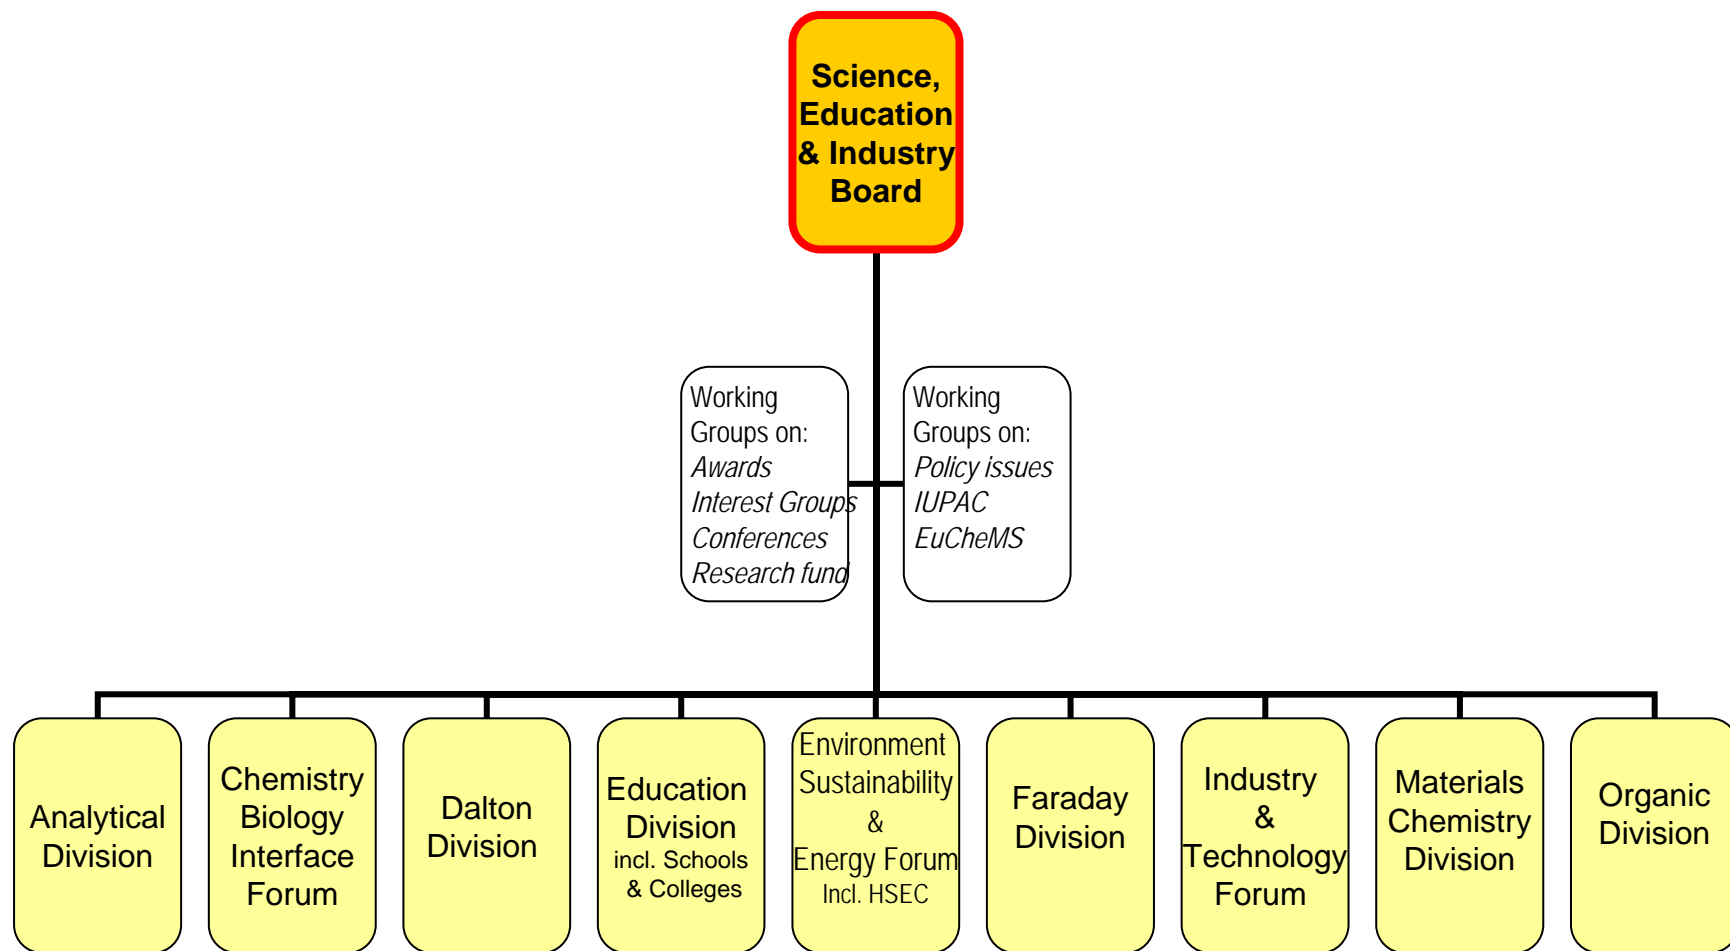 Science,
Education
& Industry
Board
Working
Groups on:
Awards
Interest Groups
Conferences
Research fund
Working
Groups on:
Policy issues
IUPAC
EuCheMS
Analytical
Division
Chemistry
Biology
Interface
Forum
Dalton
Division
Education
Division
incl. Schools
& Colleges
Environment
Sustainability
&
Energy Forum
Incl. HSEC
Faraday
Division
Industry
&
Technology
Forum
Materials
Chemistry
Division
Organic
Division